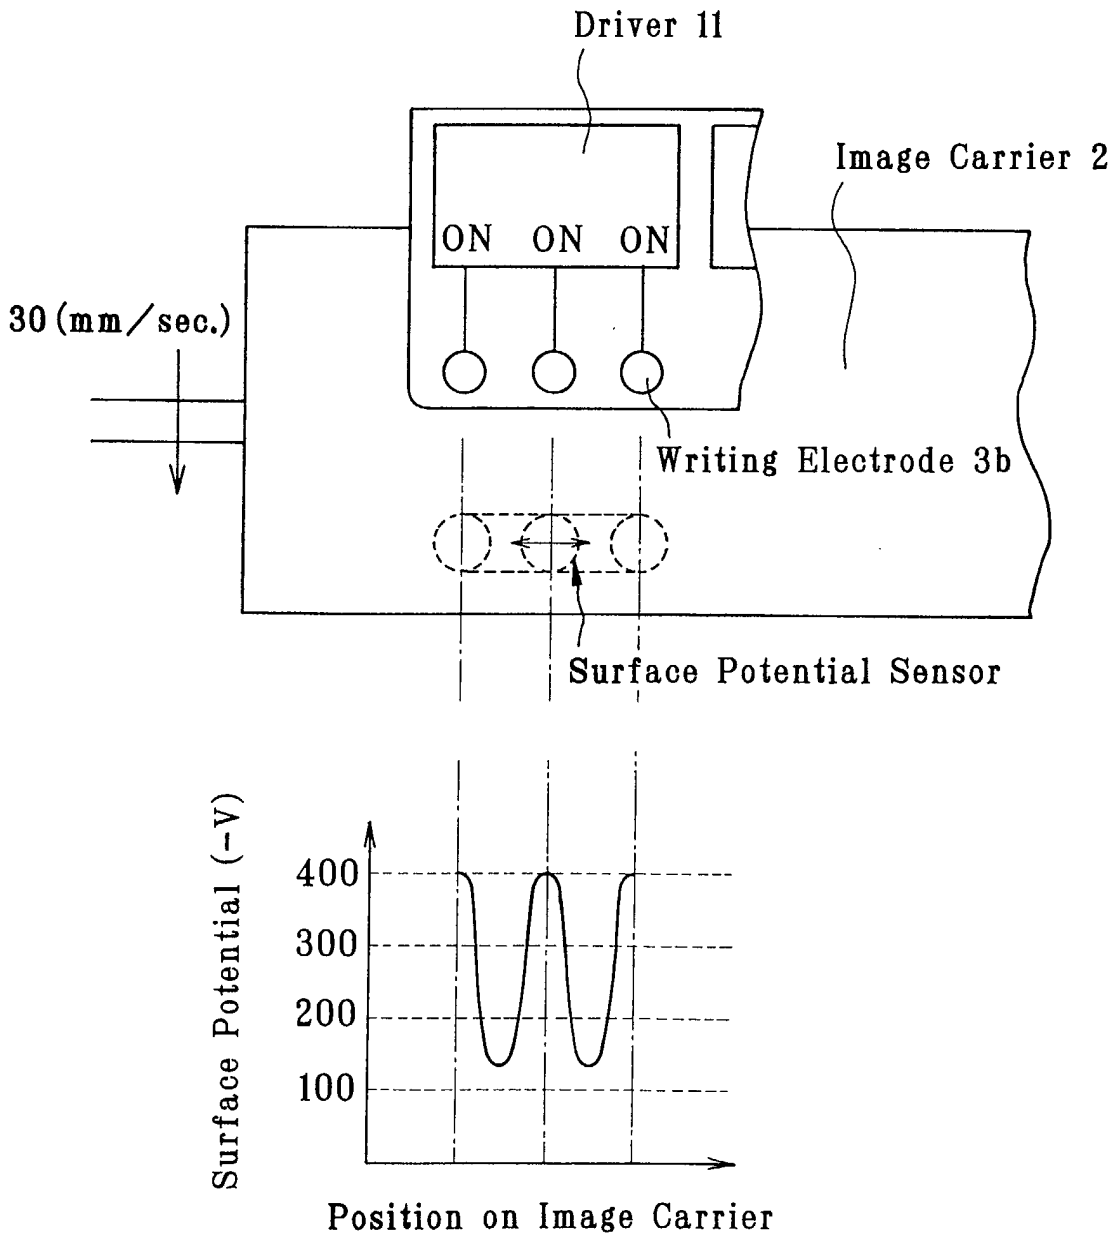 Driver 11
Image Carrier 2
ON ON ON
30 (mm/sec.)
Writing Electrode 3b
Surface Potential Sensor
Surface Potential (-V)
400
300
200
100
Position on Image Carrier